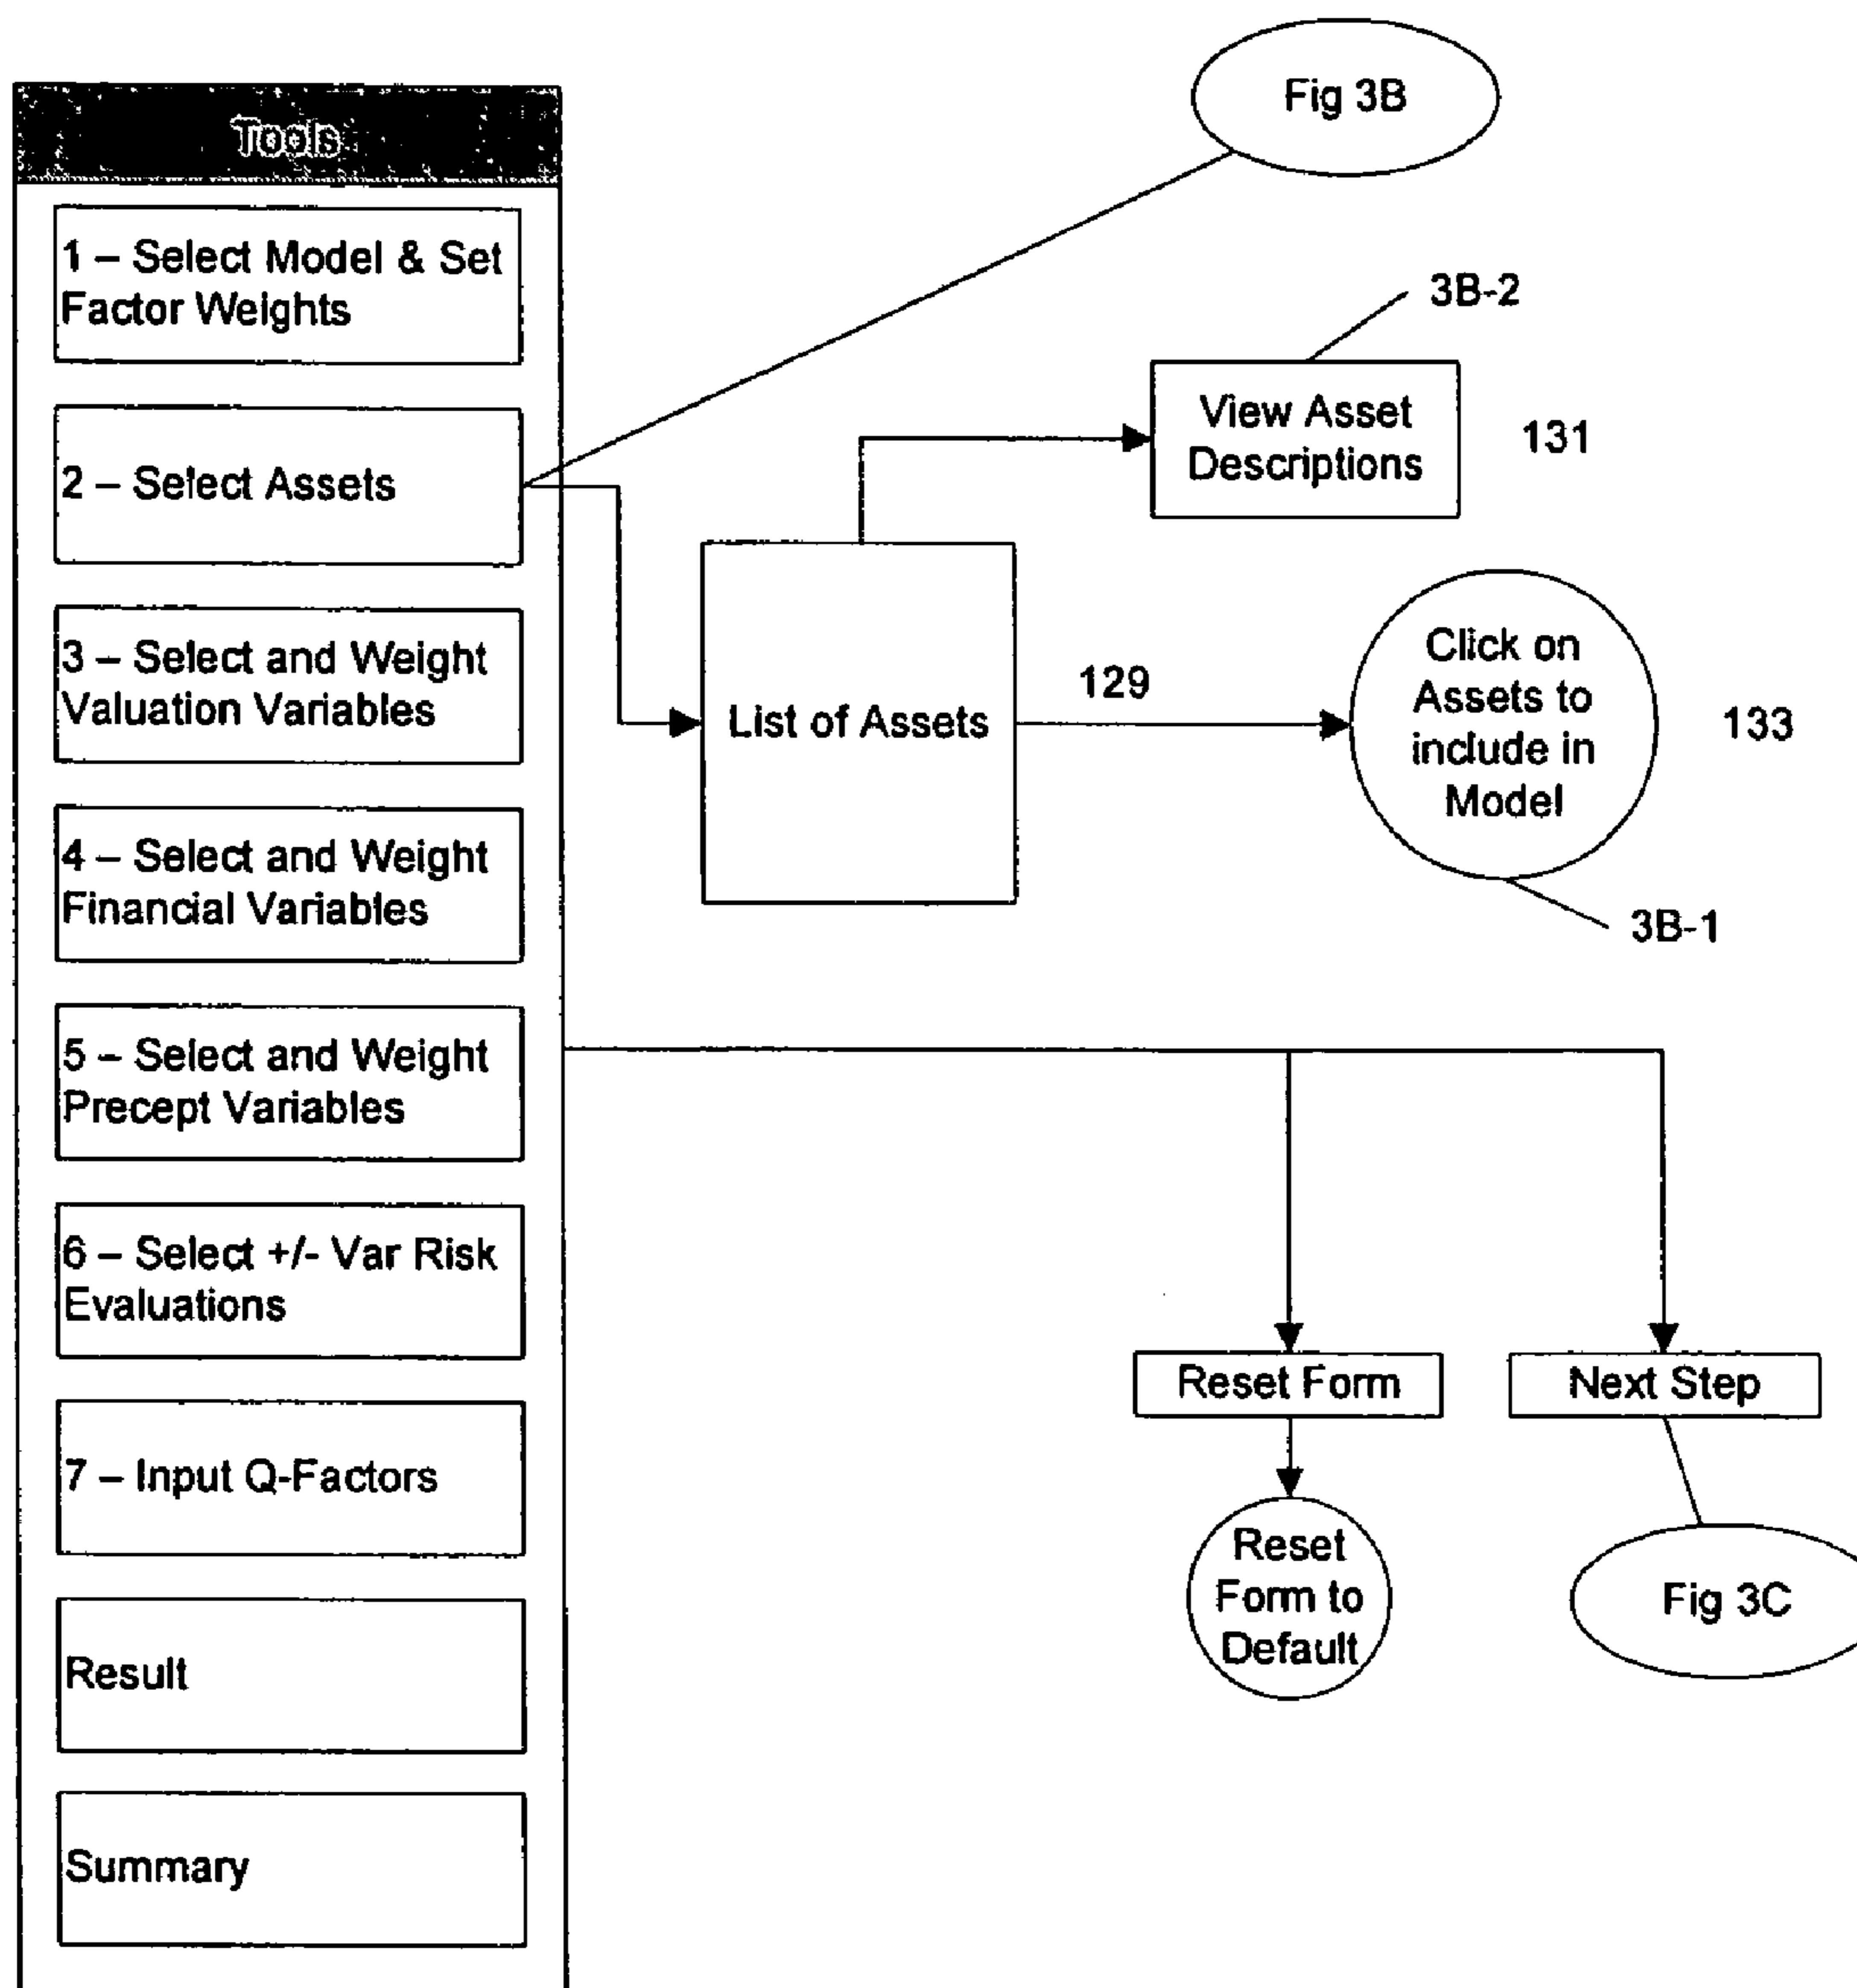 Tools
1 – Select Model & Set
Factor Weights
2 – Select Assets
3 – Select and Weight
Valuation Variables
4 – Select and Weight
Financial Variables
5 – Select and Weight
Precept Variables
6 – Select +/- Var Risk
Evaluations
7 – Input Q-Factors
Result
Summary
Fig 3B
3B-2
View Asset
Descriptions
131
List of Assets
129
Click on
Assets to
include in
Model
133
3B-1
Reset Form
Next Step
Reset
Form to
Default
Fig 3C